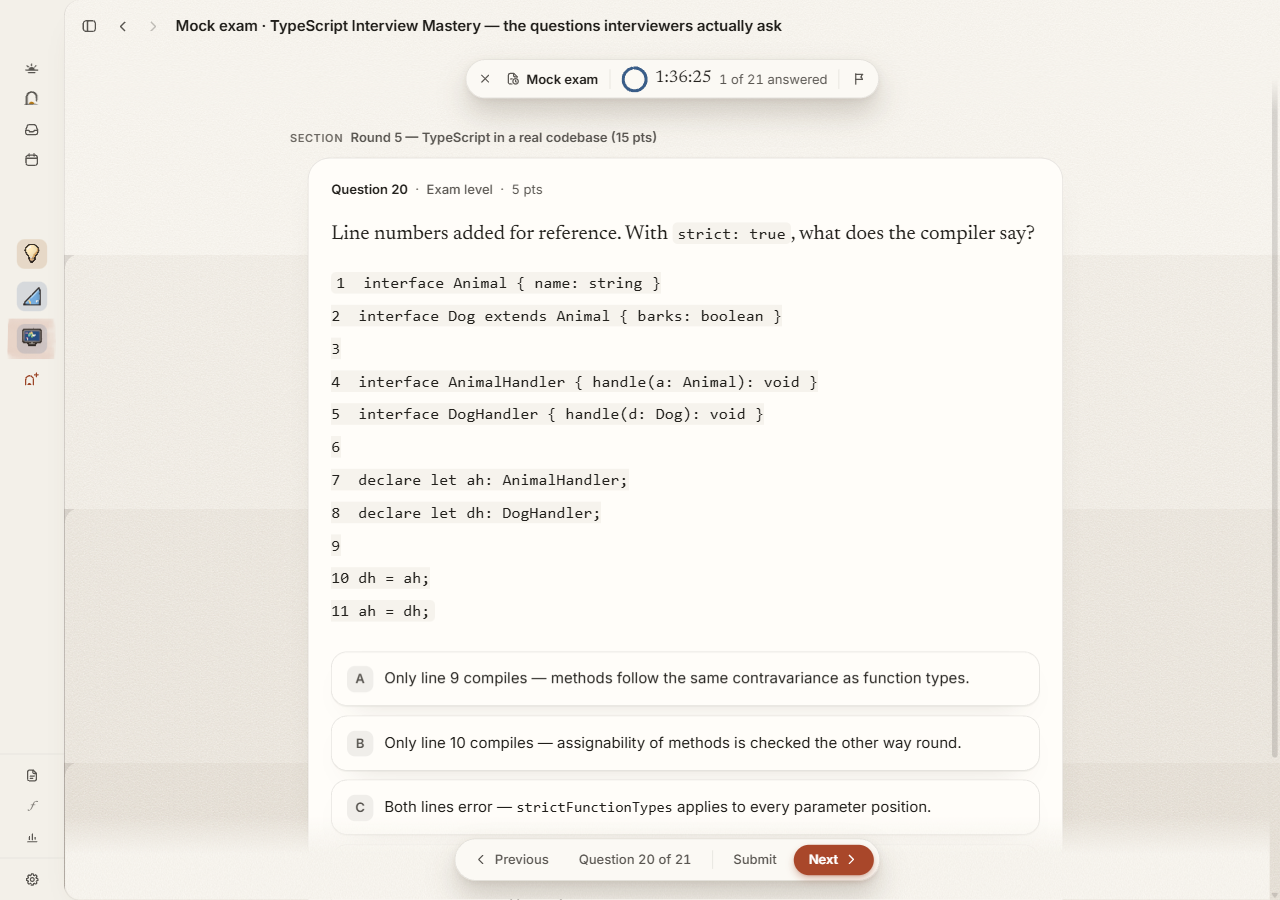 Mock exam · TypeScript Interview Mastery — the questions interviewers actually ask
Mock exam
1:36:25
1 of 21 answered
SECTION Round 5 — TypeScript in a real codebase (15 pts)
Question 20 · Exam level · 5 pts
Line numbers added for reference. With strict: true, what does the compiler say?
1  interface Animal { name: string }
2  interface Dog extends Animal { barks: boolean }
3
4  interface AnimalHandler { handle(a: Animal): void }
5  interface DogHandler { handle(d: Dog): void }
6
7  declare let ah: AnimalHandler;
8  declare let dh: DogHandler;
9
10 dh = ah;
11 ah = dh;
A Only line 9 compiles — methods follow the same contravariance as function types.
B Only line 10 compiles — assignability of methods is checked the other way round.
C Both lines error — strictFunctionTypes applies to every parameter position.
Previous
Question 20 of 21
Submit
Next